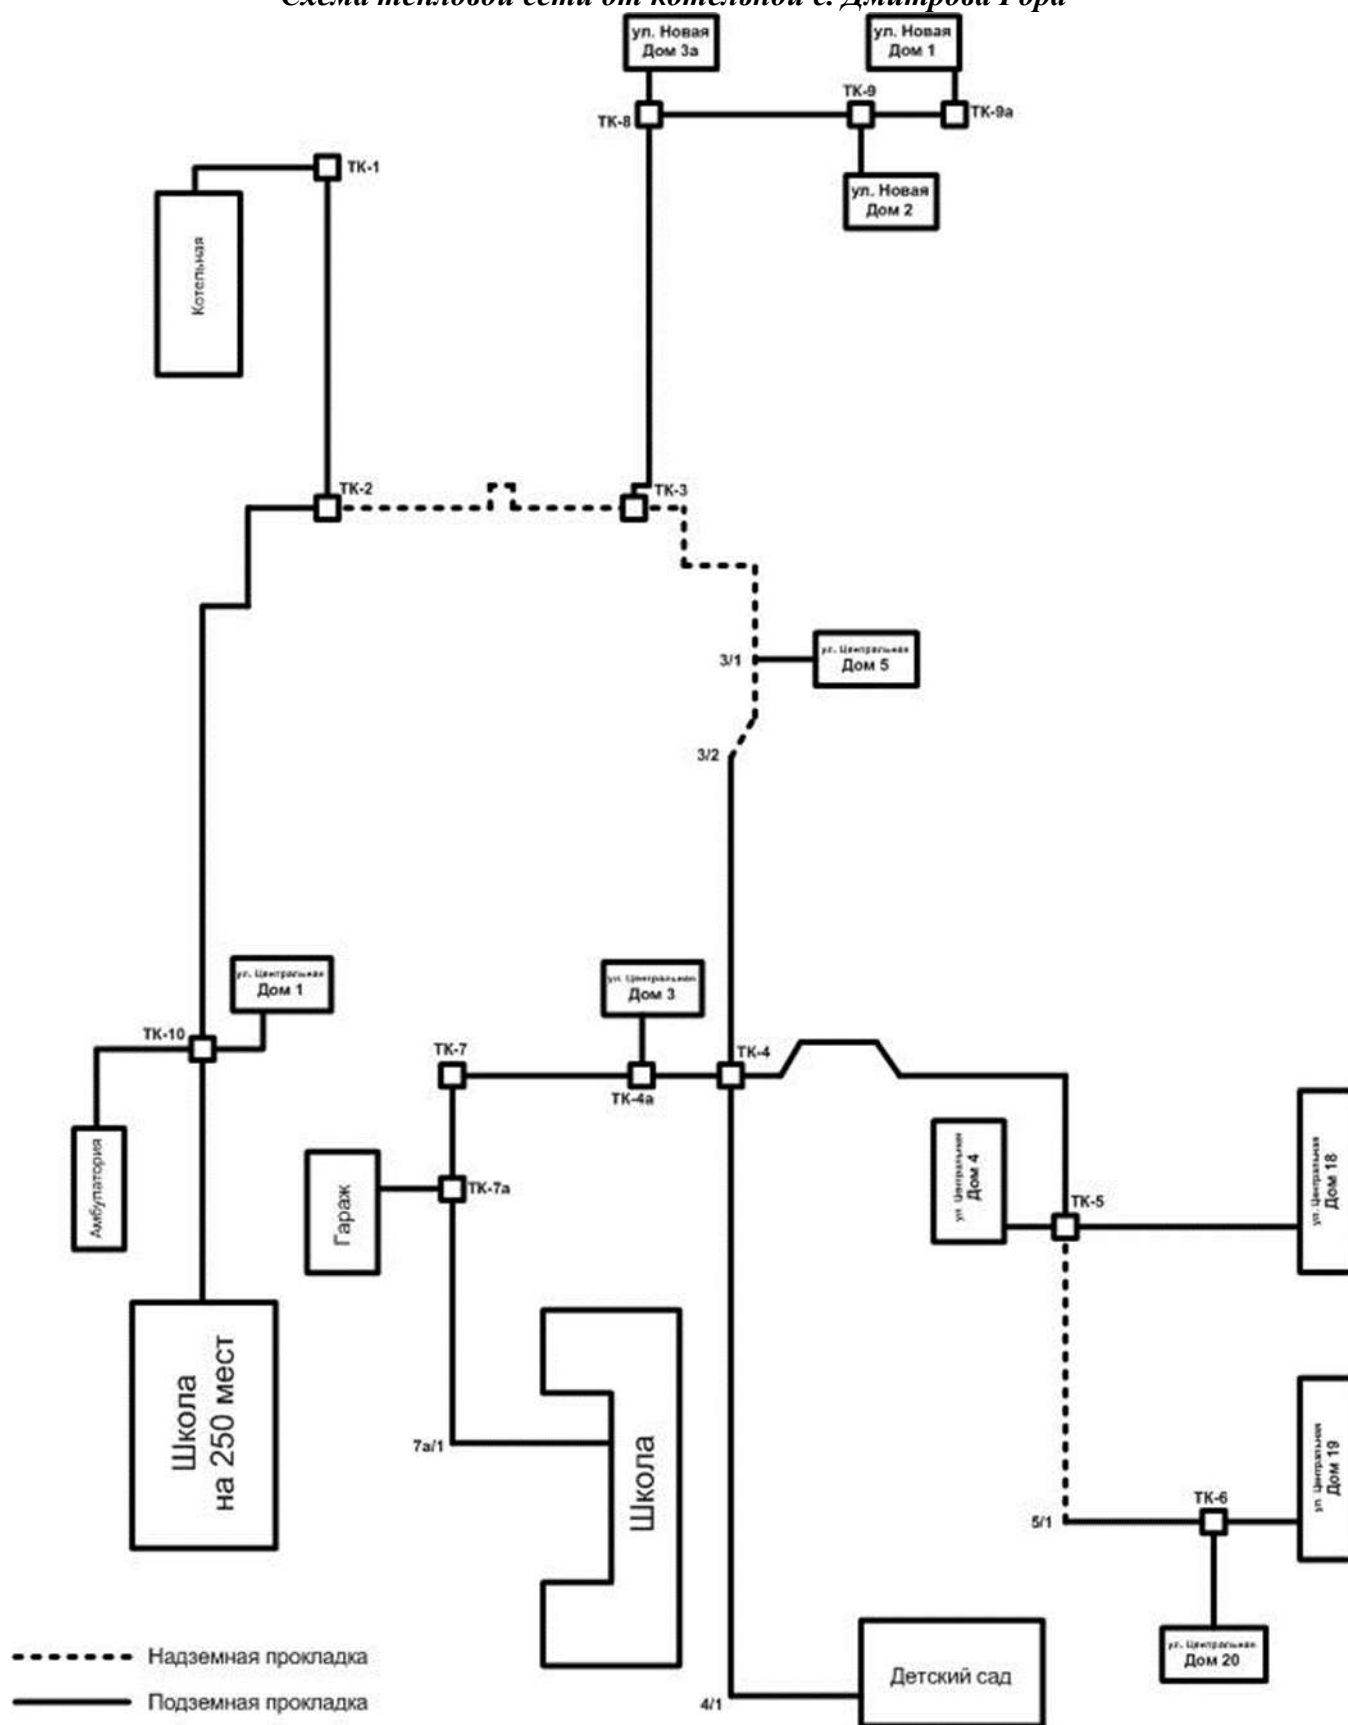 Схема тепловой сети от котельной с. Дмитрова Гора
ул. Новая
Дом 3а
ул. Новая
Дом 1
ТК-9
ТК-8
ТК-9а
ТК-1
ул. Новая
Дом 2
Котельная
ТК-2
ТК-3
3/1
ул. Центральная
Дом 5
3/2
ул. Центральная
Дом 1
ул. Центральная
Дом 3
ТК-10
ТК-7
ТК-4
ТК-4а
Амбулатория
Гараж
ТК-7а
ул. Центральная
Дом 4
ТК-5
ул. Центральная
Дом 18
Школа
на 250 мест
7а/1
Школа
ул. Центральная
Дом 19
ТК-6
5/1
ул. Центральная
Дом 20
Надземная прокладка
Детский сад
Подземная прокладка
4/1